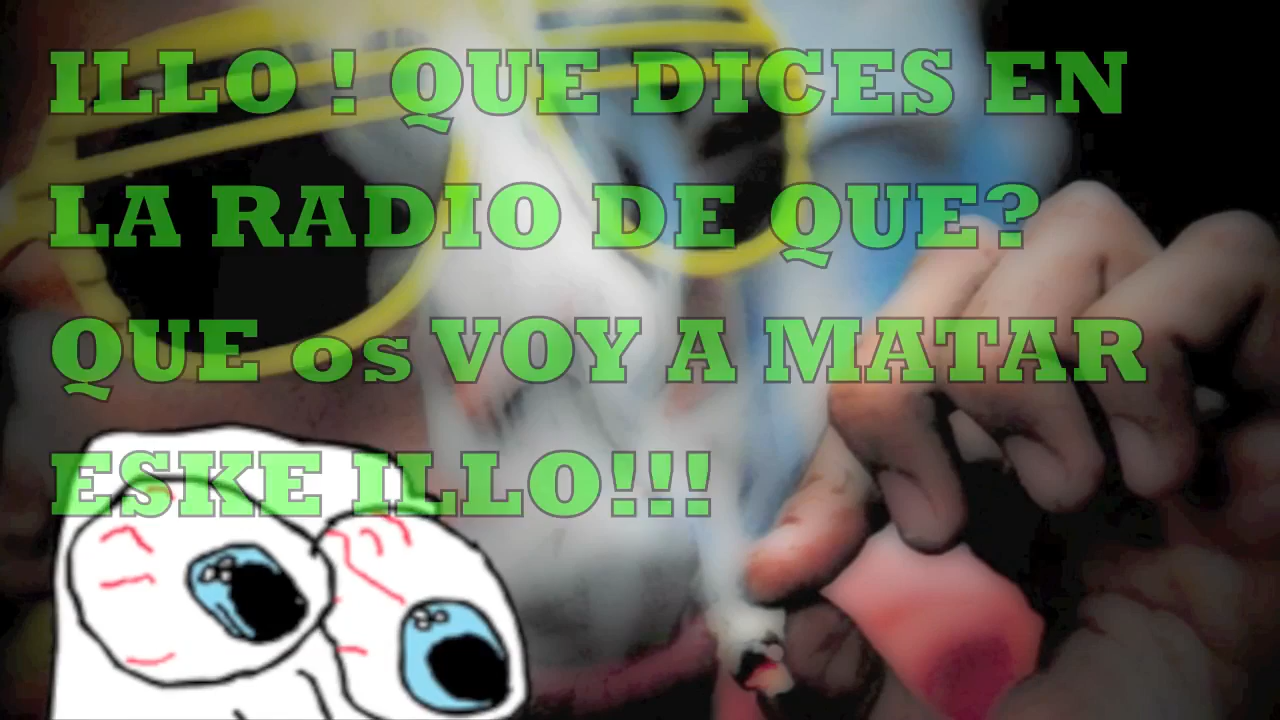 ILLO ! QUE DICES EN
LA RADIO DE QUE?
QUE os VOY A MATAR
ESKE ILLO!!!